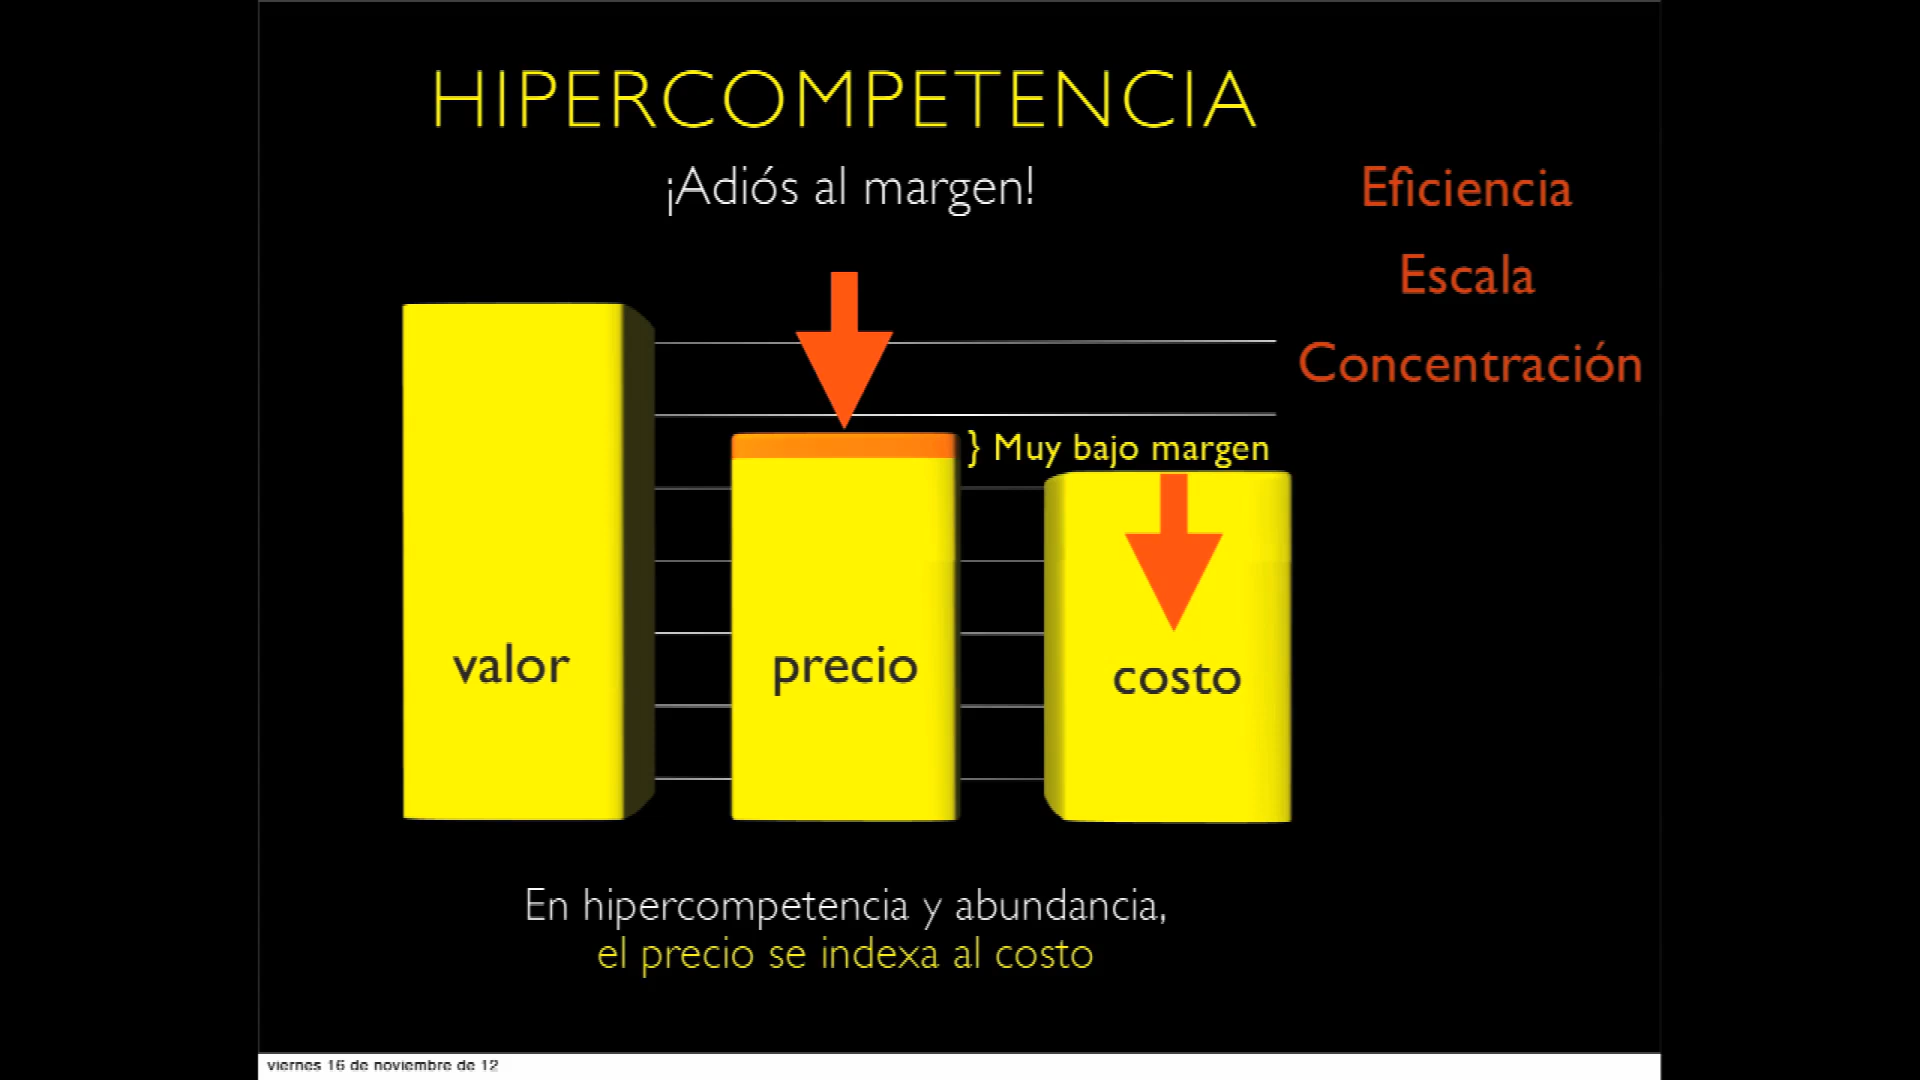 HIPERCOMPETENCIA
¡Adiós al margen!
Eficiencia
Escala
Concentración
} Muy bajo margen
valor
precio
costo
En hipercompetencia y abundancia,
el precio se indexa al costo
viernes 16 de noviembre de 12